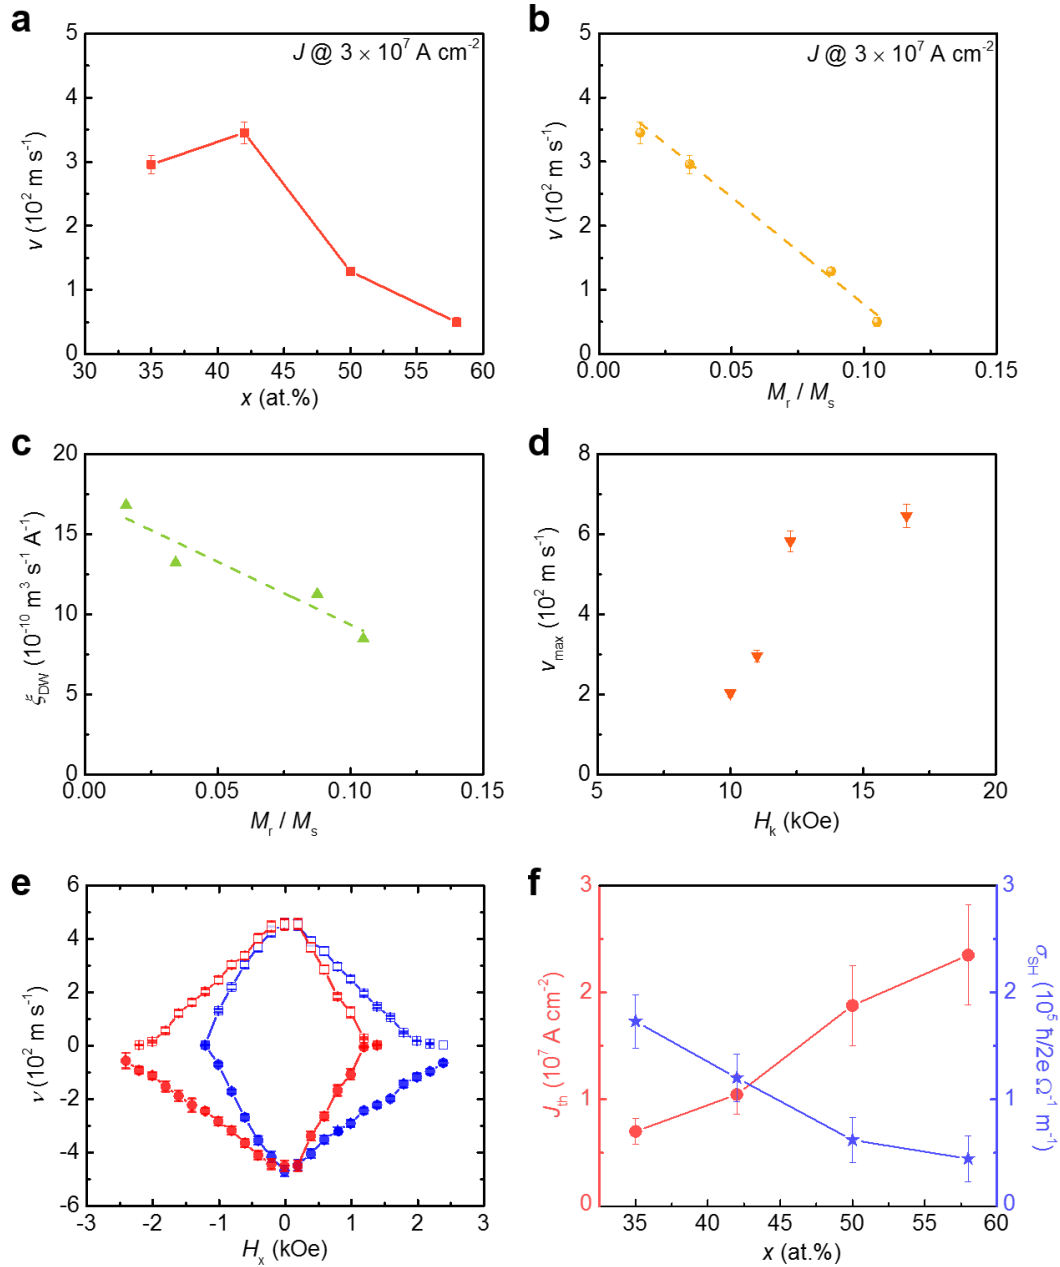 a
J @ 3 × 10⁷ A cm⁻²
5
4
3
2
1
0
v (10² m s⁻¹)
30 35 40 45 50 55 60
x (at.%)
b
J @ 3 × 10⁷ A cm⁻²
5
4
3
2
1
0
v (10² m s⁻¹)
0.00 0.05 0.10 0.15
Mr / Ms
c
20
15
10
5
0
ξDW (10⁻¹⁰ m³ s⁻¹ A⁻¹)
0.00 0.05 0.10 0.15
Mr / Ms
d
8
6
4
2
0
vmax (10² m s⁻¹)
5 10 15 20
Hk (kOe)
e
6
4
2
0
-2
-4
-6
v (10² m s⁻¹)
-3 -2 -1 0 1 2 3
Hx (kOe)
f
3
2
1
0
Jth (10⁷ A cm⁻²)
3
2
1
0
σSH (10⁵ ħ/2e Ω⁻¹ m⁻¹)
35 40 45 50 55 60
x (at.%)